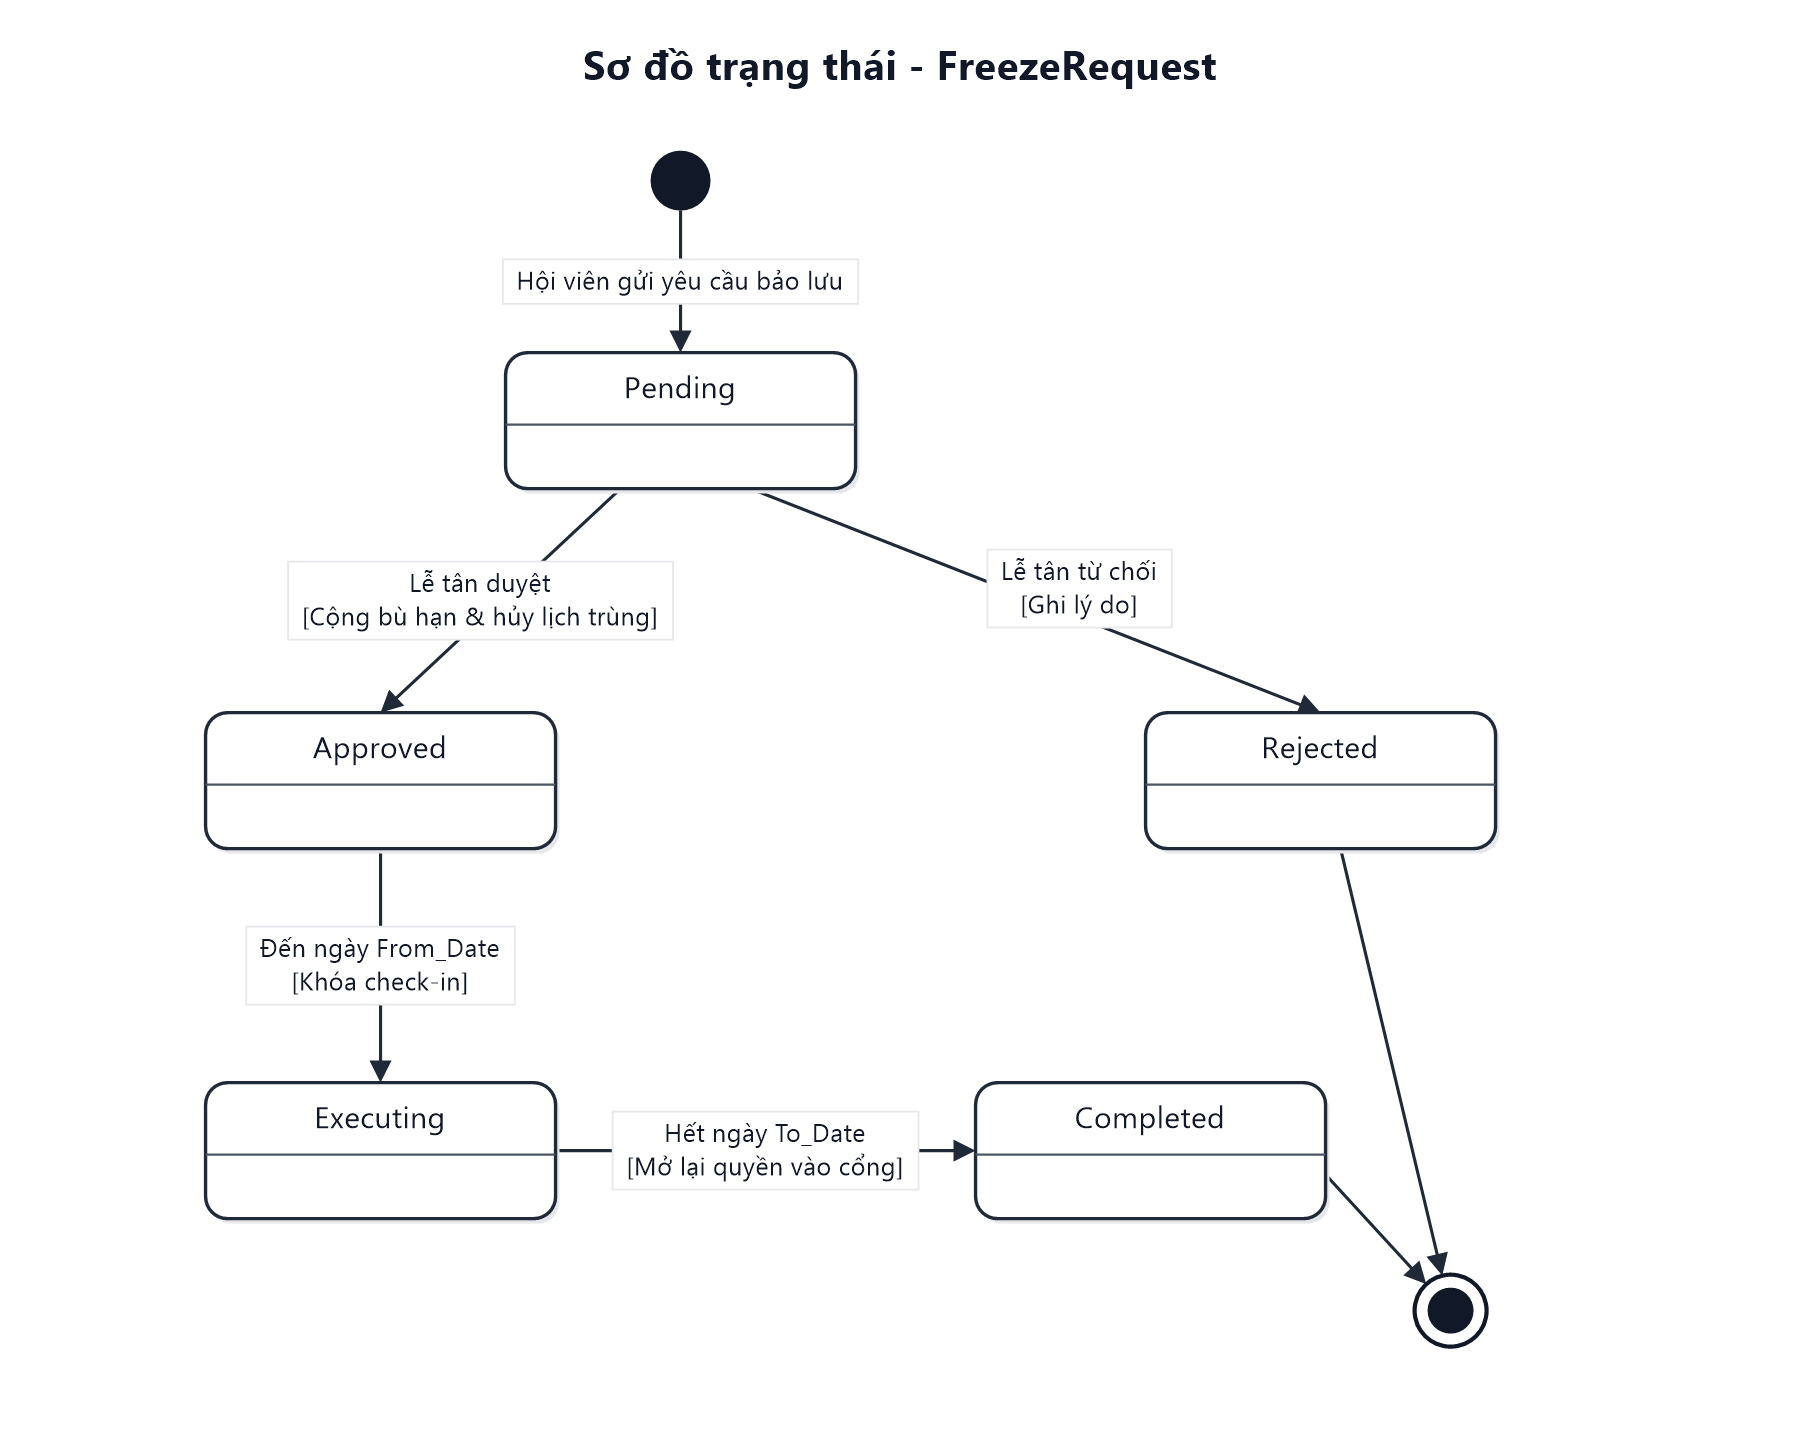 Sơ đồ trạng thái - FreezeRequest
Hội viên gửi yêu cầu bảo lưu
Pending
Lễ tân duyệt
[Cộng bù hạn & hủy lịch trùng]
Lễ tân từ chối
[Ghi lý do]
Approved
Rejected
Đến ngày From_Date
[Khóa check-in]
Executing
Hết ngày To_Date
[Mở lại quyền vào cổng]
Completed